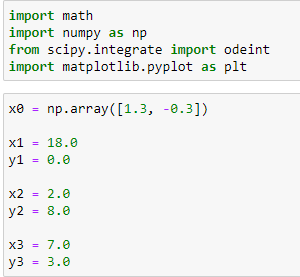 import math
import numpy as np
from scipy.integrate import odeint
import matplotlib.pyplot as plt
x0 = np.array([1.3, -0.3])
x1 = 18.0
y1 = 0.0
x2 = 2.0
y2 = 8.0
x3 = 7.0
y3 = 3.0